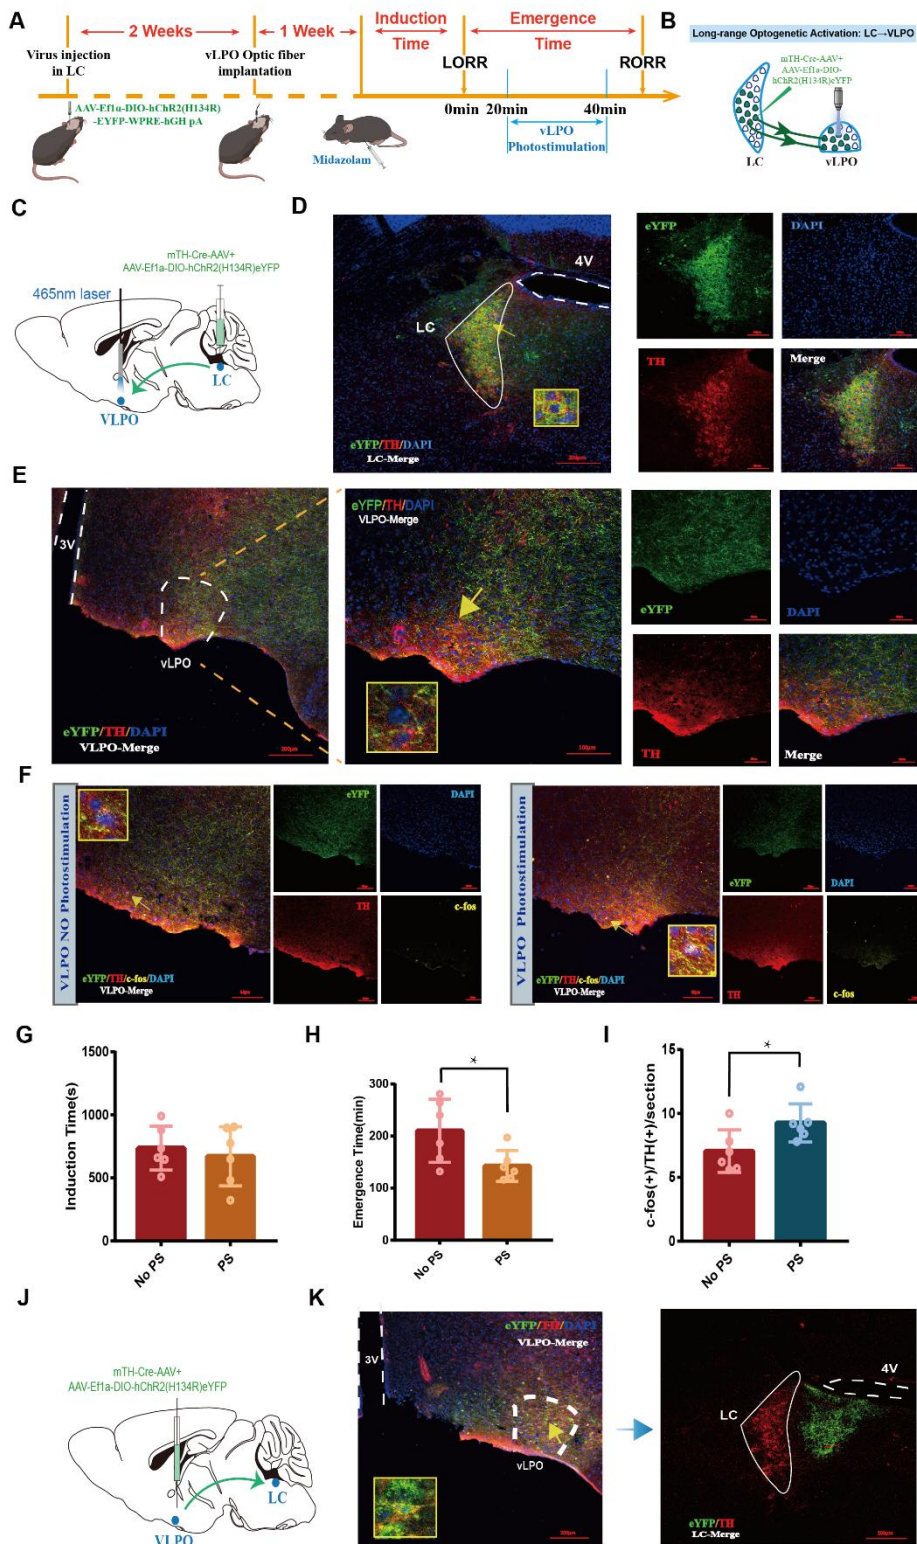 A
2 Weeks
1 Week
Induction
Time
Emergence
Time
Virus injection
in LC
vLPO Optic fiber
implantation
LORR
RORR
AAV-Ef1α-DIO-hChR2(H134R)
-EYFP-WPRE-hGH pA
Midazolam
0min
20min
40min
vLPO
Photostimulation
B
Long-range Optogenetic Activation: LC→VLPO
mTH-Cre-AAV+
AAV-Ef1a-DIO-
hChR2(H134R)eYFP
LC
vLPO
C
mTH-Cre-AAV+
AAV-Ef1a-DIO-hChR2(H134R)eYFP
465nm laser
LC
VLPO
D
4V
LC
eYFP/TH/DAPI
LC-Merge
200μm
eYFP
DAPI
TH
Merge
E
3V
vLPO
eYFP/TH/DAPI
VLPO-Merge
200μm
eYFP/TH/DAPI
VLPO-Merge
100μm
eYFP
DAPI
TH
Merge
F
VLPO NO Photostimulation
eYFP/TH/c-fos/DAPI
VLPO-Merge
eYFP
DAPI
TH
c-fos
VLPO Photostimulation
eYFP/TH/c-fos/DAPI
VLPO-Merge
eYFP
DAPI
TH
c-fos
G
Induction Time(s)
1500
1000
500
0
No PS
PS
H
Emergence Time(min)
300
200
100
0
*
No PS
PS
I
c-fos(+)/TH(+)/section
15
10
5
0
*
No PS
PS
J
mTH-Cre-AAV+
AAV-Ef1a-DIO-hChR2(H134R)eYFP
LC
VLPO
K
eYFP/TH/DAPI
VLPO-Merge
3V
vLPO
200μm
4V
LC
eYFP/TH
LC-Merge
200μm